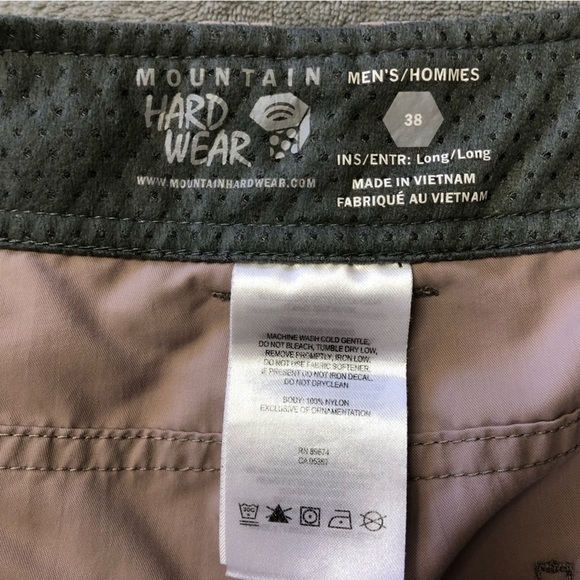 MOUNTAIN
HARD
WEAR
WWW.MOUNTAINHARDWEAR.COM
MEN'S/HOMMES
38
INS/ENTR: Long/Long
MADE IN VIETNAM
FABRIQUÉ AU VIETNAM
MACHINE WASH COLD GENTLE,
DO NOT BLEACH, TUMBLE DRY LOW,
REMOVE PROMPTLY, IRON LOW,
DO NOT USE FABRIC SOFTENER,
IF PRESENT DO NOT IRON DECAL,
DO NOT DRYCLEAN
BODY: 100% NYLON
EXCLUSIVE OF ORNAMENTATION
RN 89674
CA 05367
30C